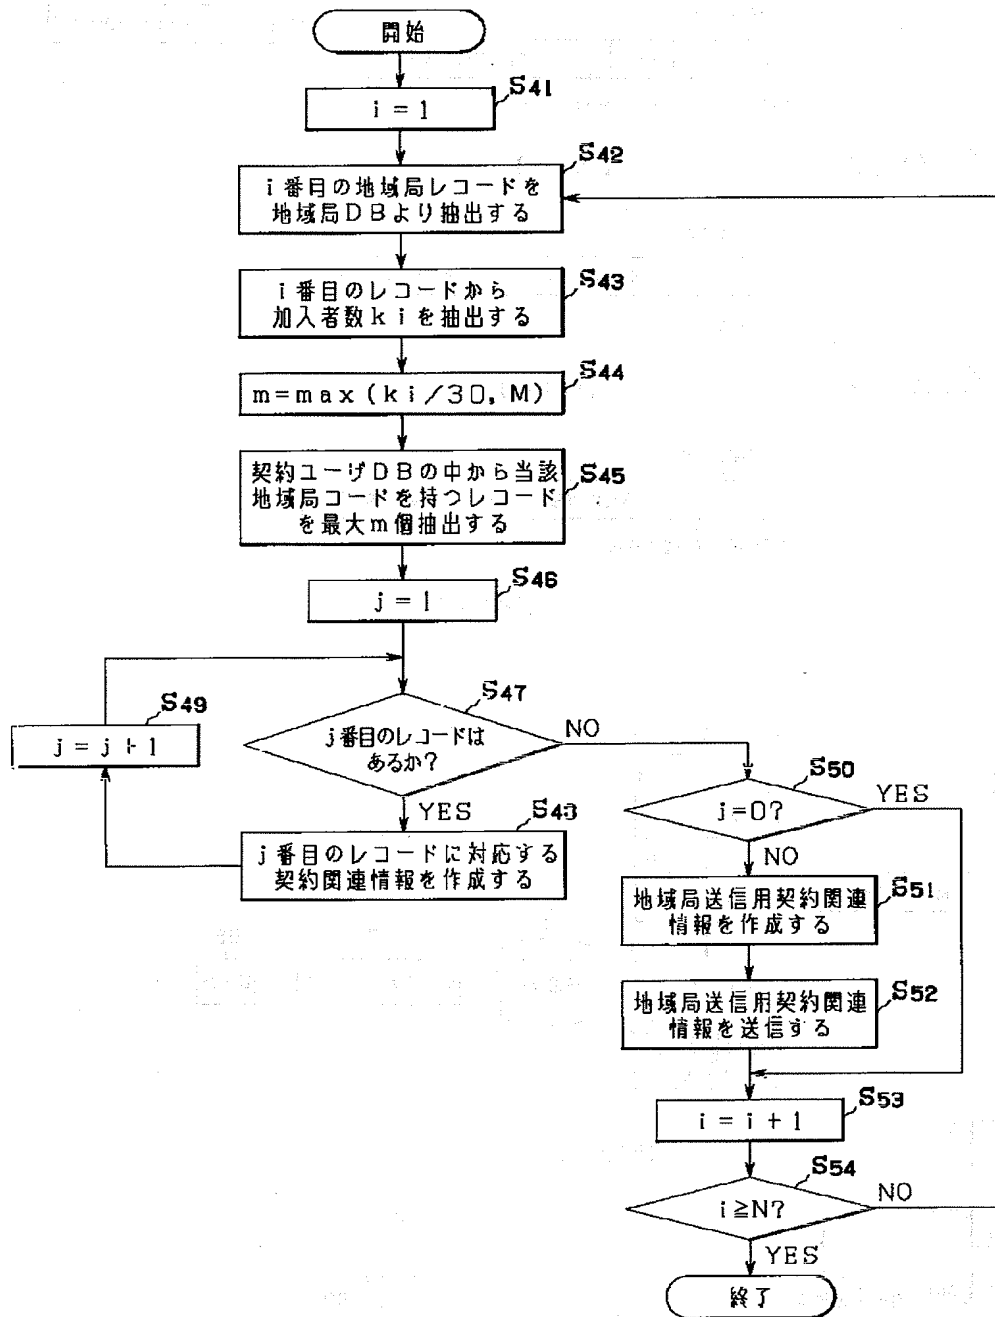 開始
S41
i = 1
S42
i番目の地域局レコードを
地域局DBより抽出する
S43
i番目のレコードから
加入者数kiを抽出する
S44
m=max(ki/30, M)
S45
契約ユーザDBの中から当該
地域局コードを持つレコード
を最大m個抽出する
S46
j = 1
S47
j番目のレコードは
あるか?
NO
YES
S49
j = j + 1
S48
j番目のレコードに対応する
契約関連情報を作成する
S50
j=0?
YES
NO
S51
地域局送信用契約関連
情報を作成する
S52
地域局送信用契約関連
情報を送信する
S53
i = i + 1
S54
i≧N?
NO
YES
終了